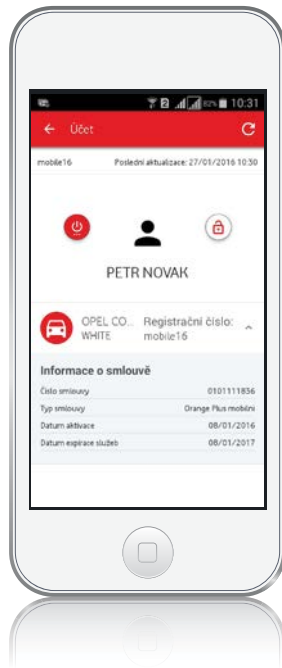 82% 10:31
Účet
mobile16 Poslední aktualizace: 27/01/2016 10:30
PETR NOVAK
OPEL CO... Registrační číslo:
WHITE mobile16
Informace o smlouvě
Číslo smlouvy 0101111836
Typ smlouvy Orange Plus mobilní
Datum aktivace 08/01/2016
Datum expirace služeb 08/01/2017